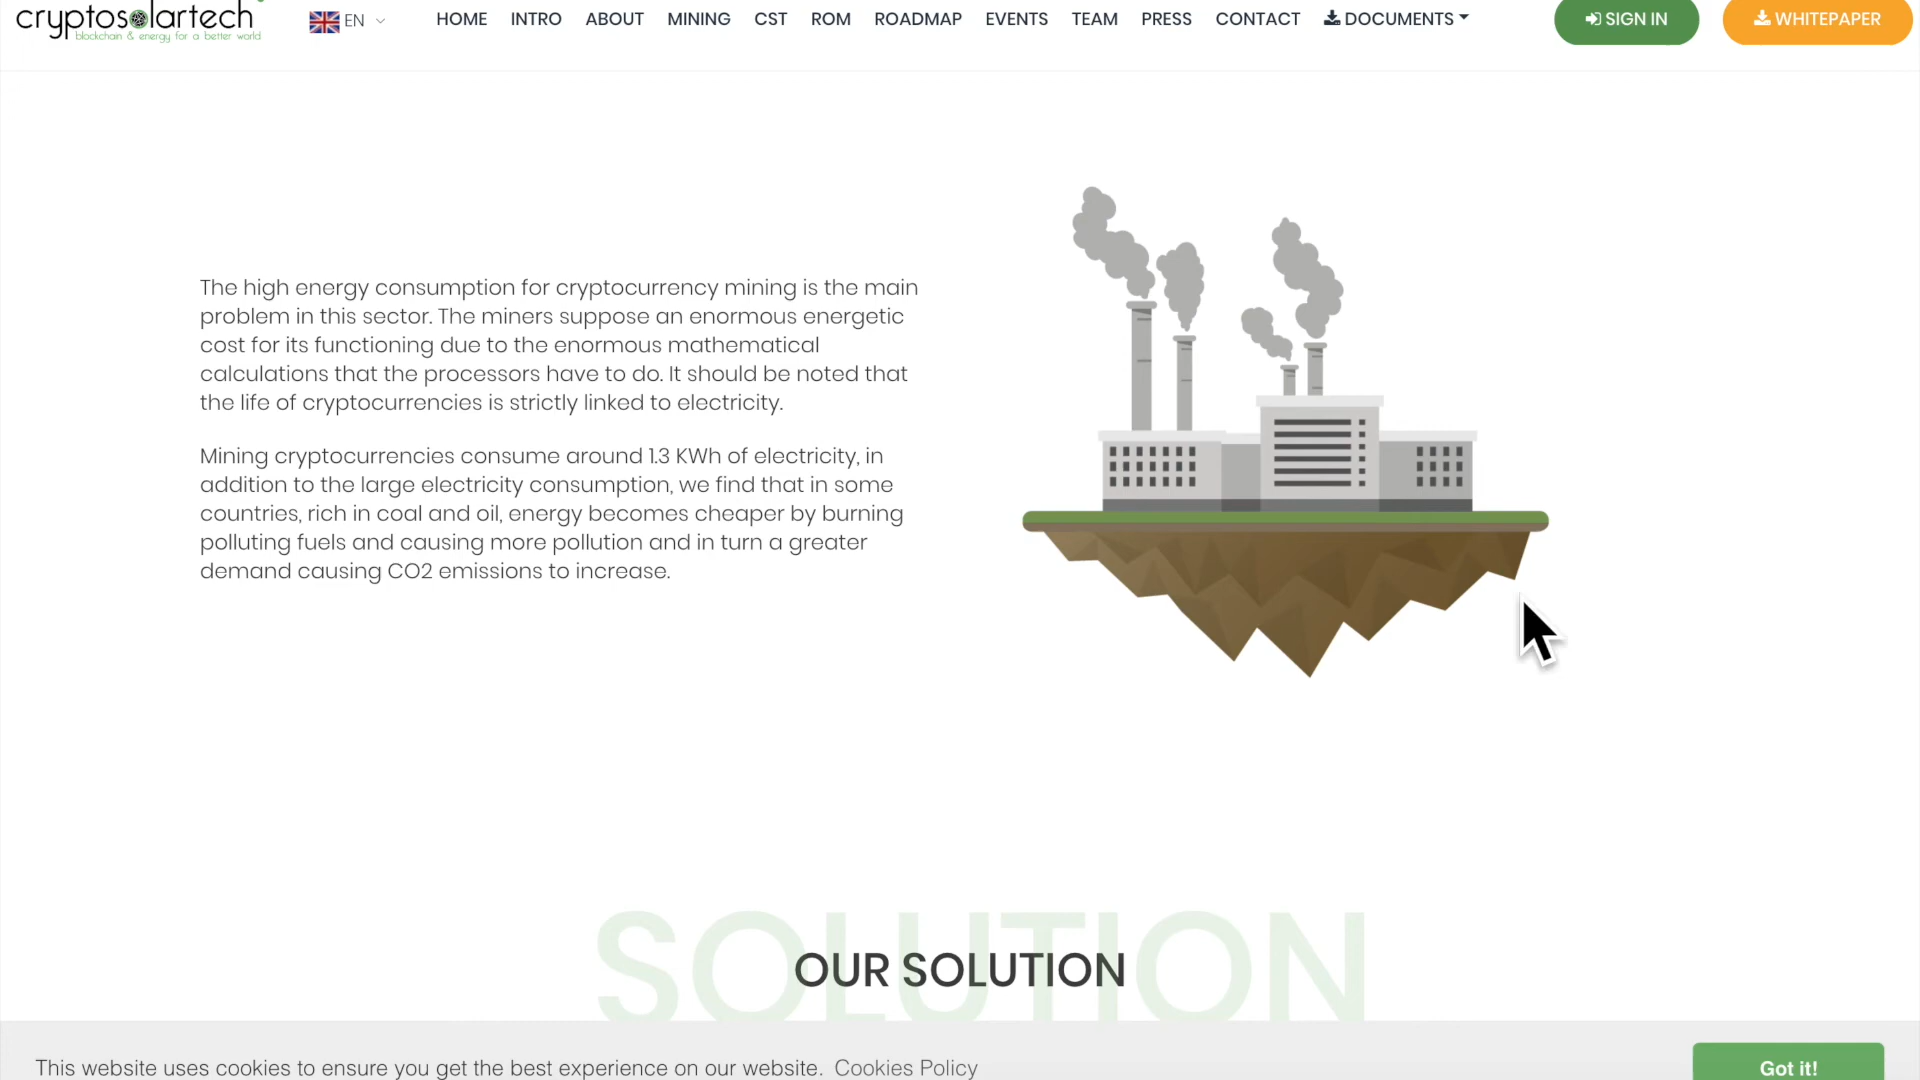 cryptosolartech
blockchain & energy for a better world
EN
HOME INTRO ABOUT MINING CST ROM ROADMAP EVENTS TEAM PRESS CONTACT DOCUMENTS
SIGN IN
WHITEPAPER
The high energy consumption for cryptocurrency mining is the main
problem in this sector. The miners suppose an enormous energetic
cost for its functioning due to the enormous mathematical
calculations that the processors have to do. It should be noted that
the life of cryptocurrencies is strictly linked to electricity.
Mining cryptocurrencies consume around 1.3 KWh of electricity, in
addition to the large electricity consumption, we find that in some
countries, rich in coal and oil, energy becomes cheaper by burning
polluting fuels and causing more pollution and in turn a greater
demand causing CO2 emissions to increase.
SOLUTION
OUR SOLUTION
This website uses cookies to ensure you get the best experience on our website. Cookies Policy
Got it!